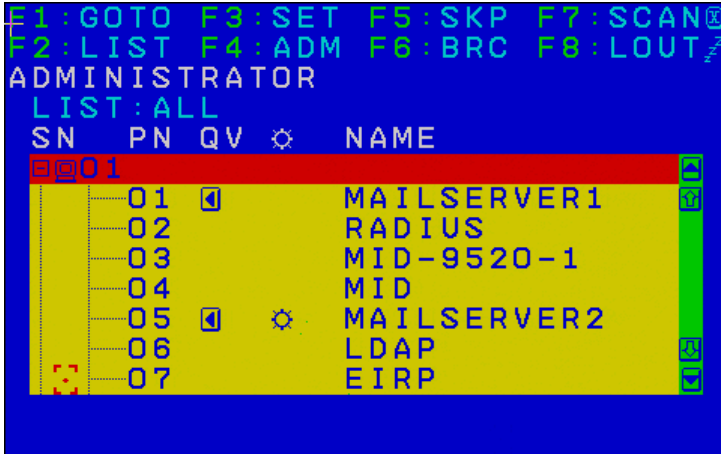 F1:GOTO F3:SET F5:SKP F7:SCAN
F2:LIST F4:ADM F6:BRC F8:LOUT zz
ADMINISTRATOR
LIST:ALL
SN PN QV NAME
01
01 MAILSERVER1
02 RADIUS
03 MID-9520-1
04 MID
05 MAILSERVER2
06 LDAP
07 EIRP